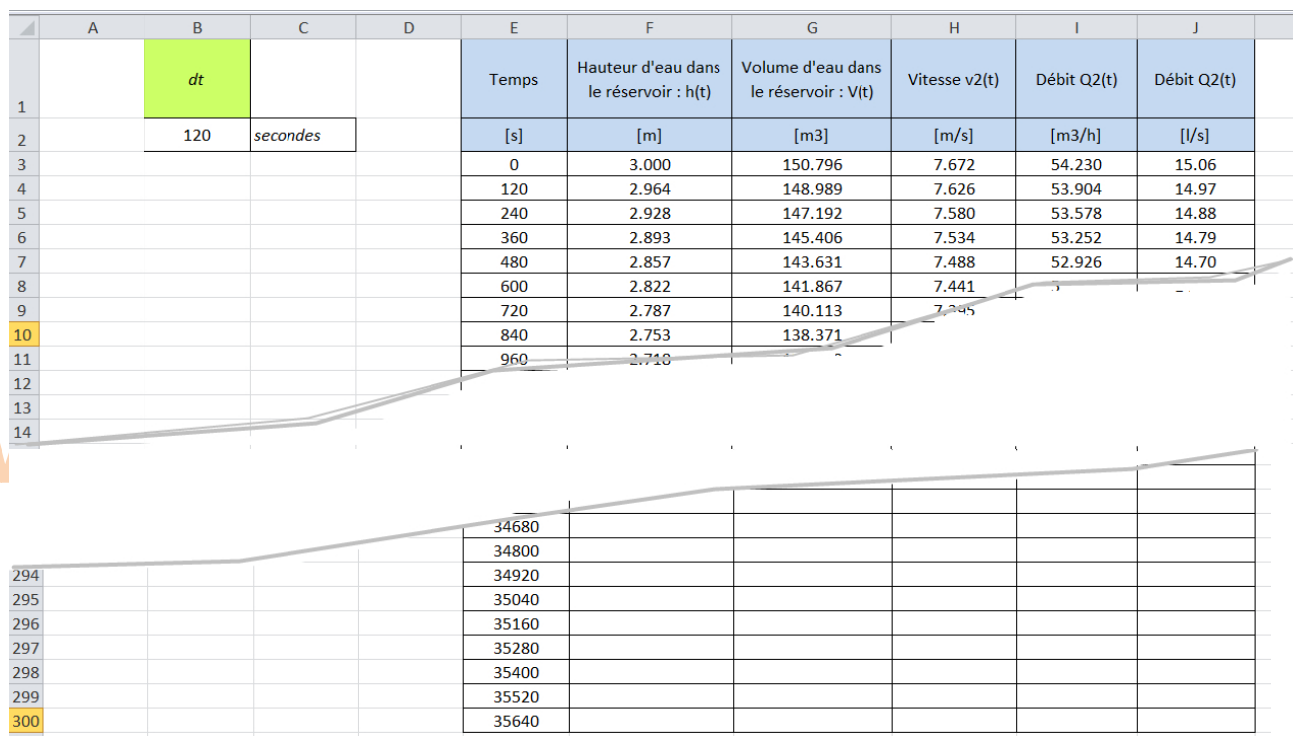 A B C D E F G H I J
1 dt Temps Hauteur d'eau dans le réservoir : h(t) Volume d'eau dans le réservoir : V(t) Vitesse v2(t) Débit Q2(t) Débit Q2(t)
2 120 secondes [s] [m] [m3] [m/s] [m3/h] [l/s]
3 0 3.000 150.796 7.672 54.230 15.06
4 120 2.964 148.989 7.626 53.904 14.97
5 240 2.928 147.192 7.580 53.578 14.88
6 360 2.893 145.406 7.534 53.252 14.79
7 480 2.857 143.631 7.488 52.926 14.70
8 600 2.822 141.867 7.441
9 720 2.787 140.113
10 840 2.753 138.371
11 960 2.718
12
13
14
34680
34800
294 34920
295 35040
296 35160
297 35280
298 35400
299 35520
300 35640